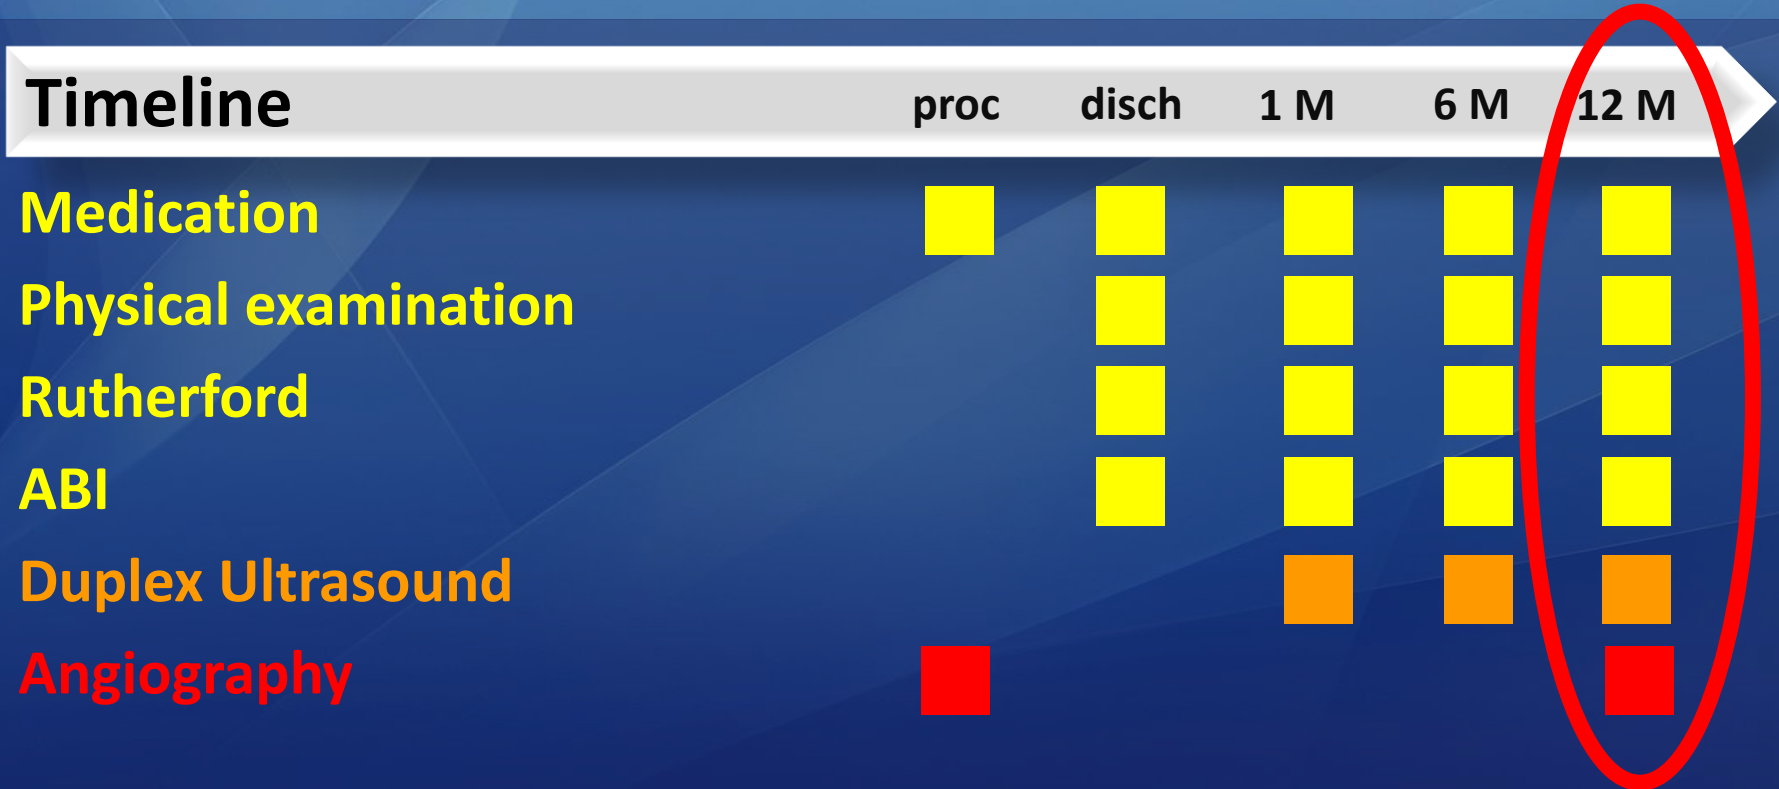 Timeline proc disch 1 M 6 M 12 M
Medication
Physical examination
Rutherford
ABI
Duplex Ultrasound
Angiography